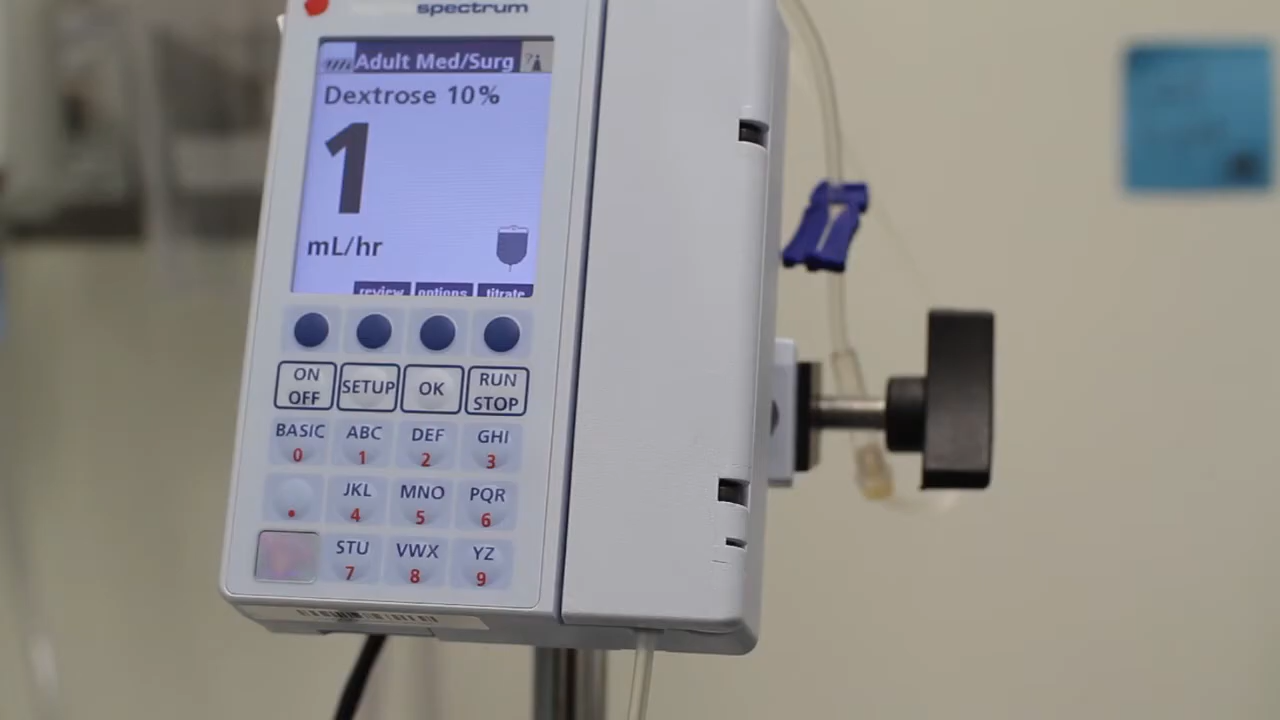 spectrum
Adult Med/Surg
Dextrose 10%
1
mL/hr
review options titrate
ON OFF
SETUP
OK
RUN STOP
BASIC ABC DEF GHI
0 1 2 3
JKL MNO PQR
. 4 5 6
STU VWX YZ
7 8 9